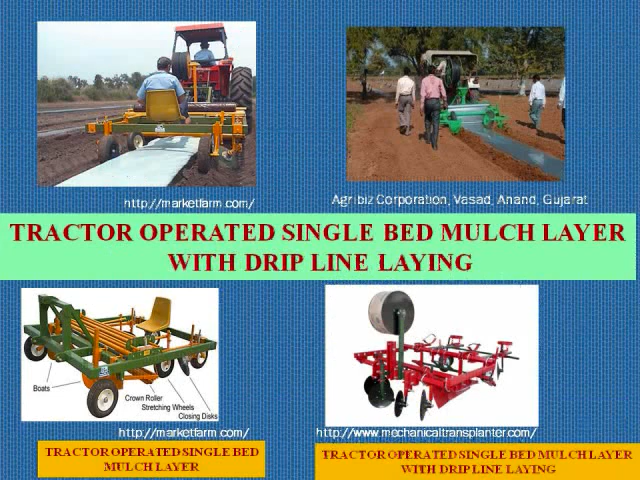 http://marketfarm.com/
Agribiz Corporation, Vasad, Anand, Gujarat
TRACTOR OPERATED SINGLE BED MULCH LAYER
WITH DRIP LINE LAYING
Boats
Crown Roller
Stretching Wheels
Closing Disks
http://marketfarm.com/
http://www.mechanicaltransplanter.com/
TRACTOR OPERATED SINGLE BED
MULCH LAYER
TRACTOR OPERATED SINGLE BED MULCH LAYER
WITH DRIP LINE LAYING